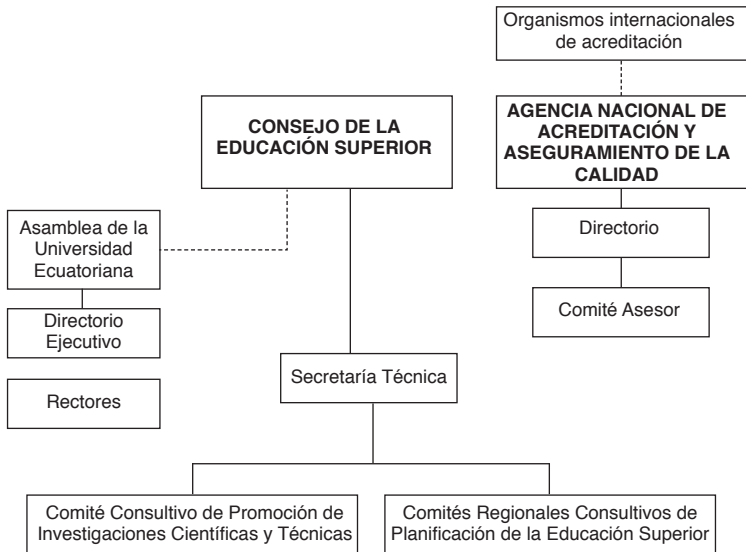 Organismos internacionales
de acreditación
CONSEJO DE LA
EDUCACIÓN SUPERIOR
AGENCIA NACIONAL DE
ACREDITACIÓN Y
ASEGURAMIENTO DE LA
CALIDAD
Asamblea de la
Universidad
Ecuatoriana
Directorio
Directorio
Ejecutivo
Comité Asesor
Rectores
Secretaría Técnica
Comité Consultivo de Promoción de
Investigaciones Científicas y Técnicas
Comités Regionales Consultivos de
Planificación de la Educación Superior